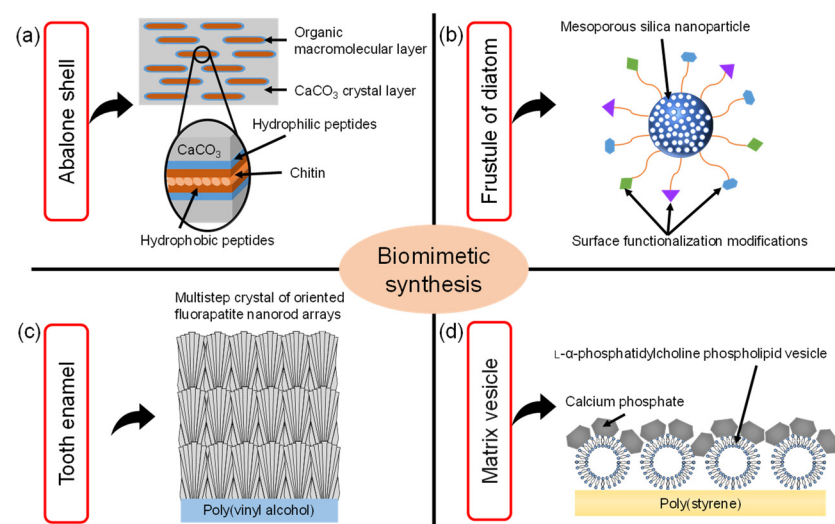 (a)
Abalone shell
Organic
macromolecular layer
CaCO₃ crystal layer
Hydrophilic peptides
CaCO₃
Chitin
Hydrophobic peptides
(b)
Frustule of diatom
Mesoporous silica nanoparticle
Surface functionalization modifications
Biomimetic
synthesis
(c)
Tooth enamel
Multistep crystal of oriented
fluorapatite nanorod arrays
Poly(vinyl alcohol)
(d)
Matrix vesicle
L-α-phosphatidylcholine phospholipid vesicle
Calcium phosphate
Poly(styrene)